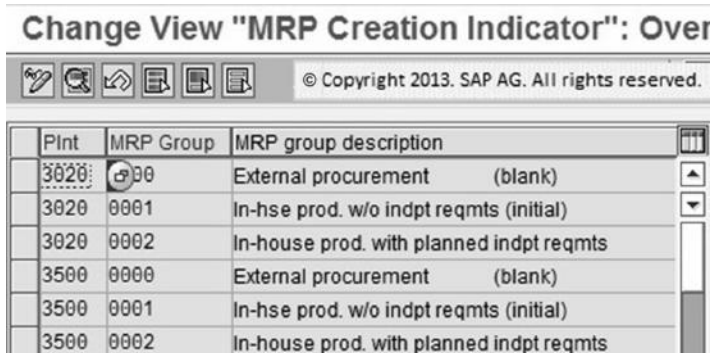 Change View "MRP Creation Indicator": Over
© Copyright 2013. SAP AG. All rights reserved.
Plnt MRP Group MRP group description
3020 00 External procurement (blank)
3020 0001 In-hse prod. w/o indpt reqmts (initial)
3020 0002 In-house prod. with planned indpt reqmts
3500 0000 External procurement (blank)
3500 0001 In-hse prod. w/o indpt reqmts (initial)
3500 0002 In-house prod. with planned indpt reqmts